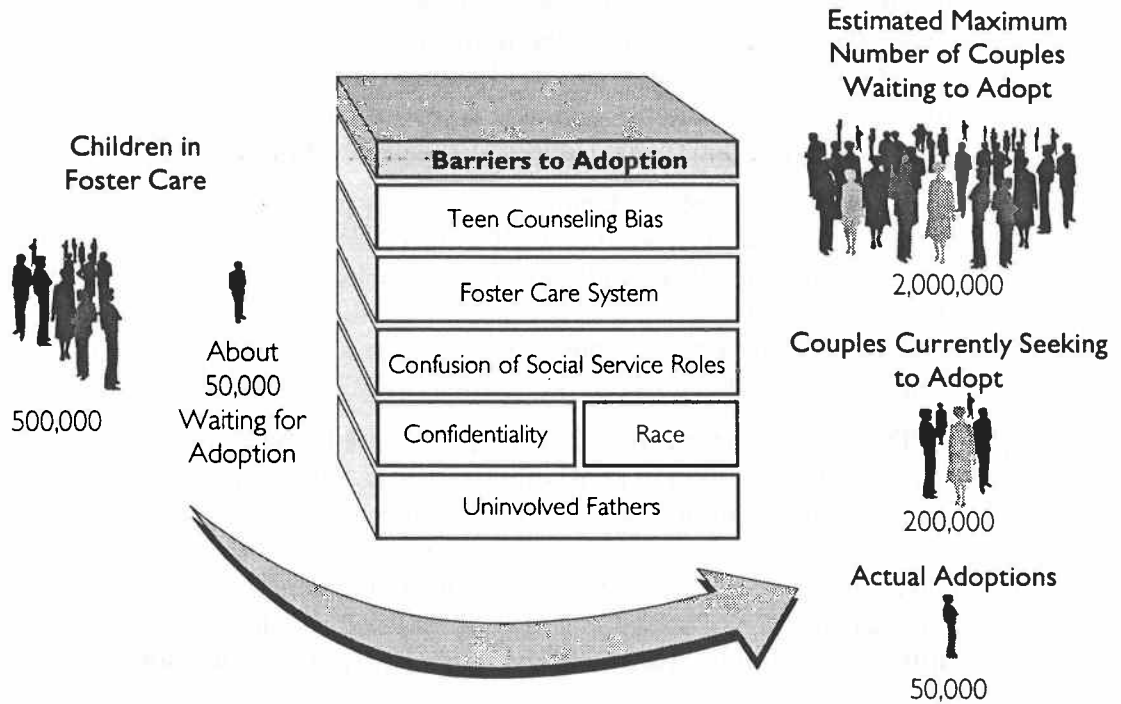 Children in
Foster Care
500,000
About
50,000
Waiting for
Adoption
Barriers to Adoption
Teen Counseling Bias
Foster Care System
Confusion of Social Service Roles
Confidentiality
Race
Uninvolved Fathers
Estimated Maximum
Number of Couples
Waiting to Adopt
2,000,000
Couples Currently Seeking
to Adopt
200,000
Actual Adoptions
50,000